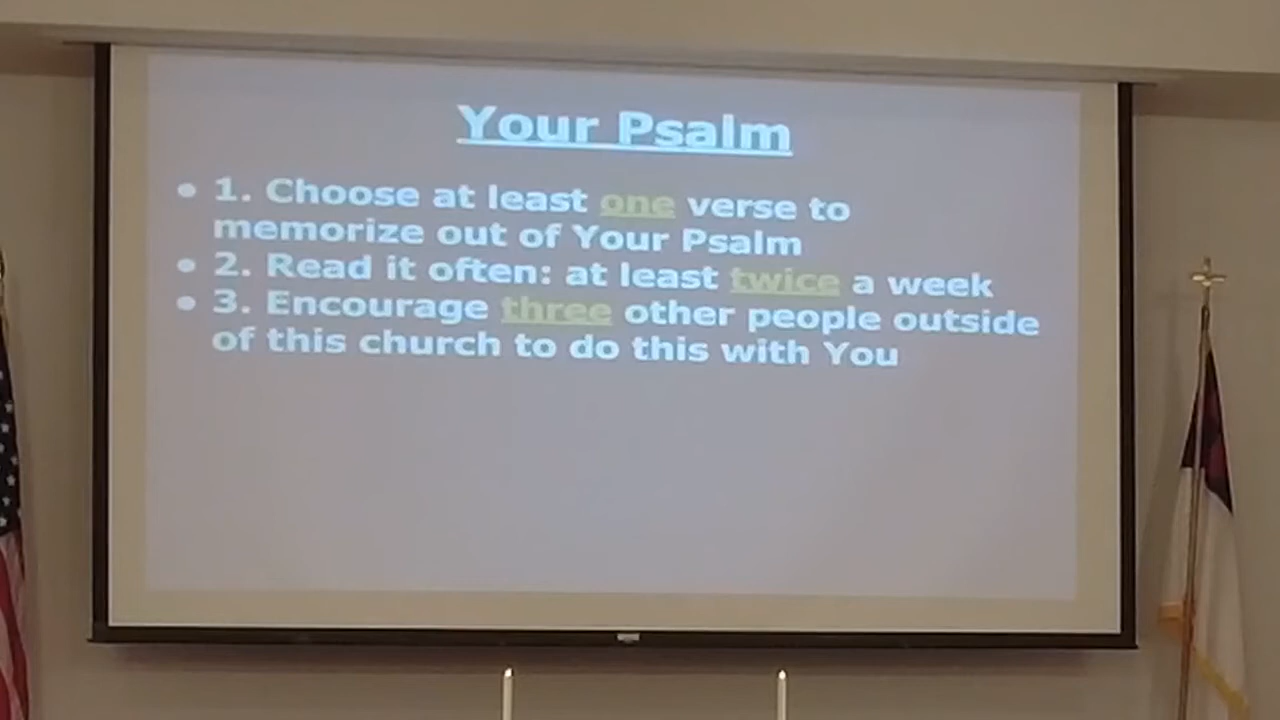 Your Psalm
• 1. Choose at least one verse to
memorize out of Your Psalm
• 2. Read it often: at least twice a week
• 3. Encourage three other people outside
of this church to do this with You